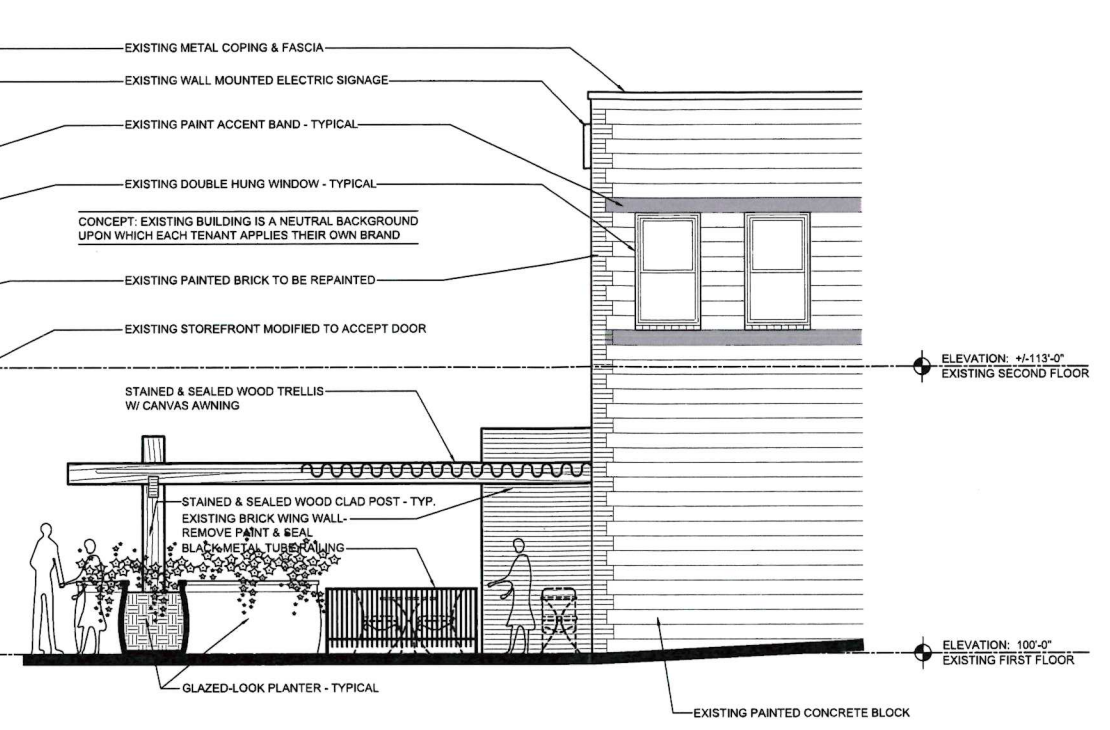 EXISTING METAL COPING & FASCIA
EXISTING WALL MOUNTED ELECTRIC SIGNAGE
EXISTING PAINT ACCENT BAND - TYPICAL
EXISTING DOUBLE HUNG WINDOW - TYPICAL
CONCEPT: EXISTING BUILDING IS A NEUTRAL BACKGROUND
UPON WHICH EACH TENANT APPLIES THEIR OWN BRAND
EXISTING PAINTED BRICK TO BE REPAINTED
EXISTING STOREFRONT MODIFIED TO ACCEPT DOOR
ELEVATION: +/-113'-0"
EXISTING SECOND FLOOR
STAINED & SEALED WOOD TRELLIS
W/ CANVAS AWNING
STAINED & SEALED WOOD CLAD POST - TYP.
EXISTING BRICK WING WALL-
REMOVE PAINT & SEAL
BLACK METAL TUBE RAILING
ELEVATION: 100'-0"
EXISTING FIRST FLOOR
GLAZED-LOOK PLANTER - TYPICAL
EXISTING PAINTED CONCRETE BLOCK